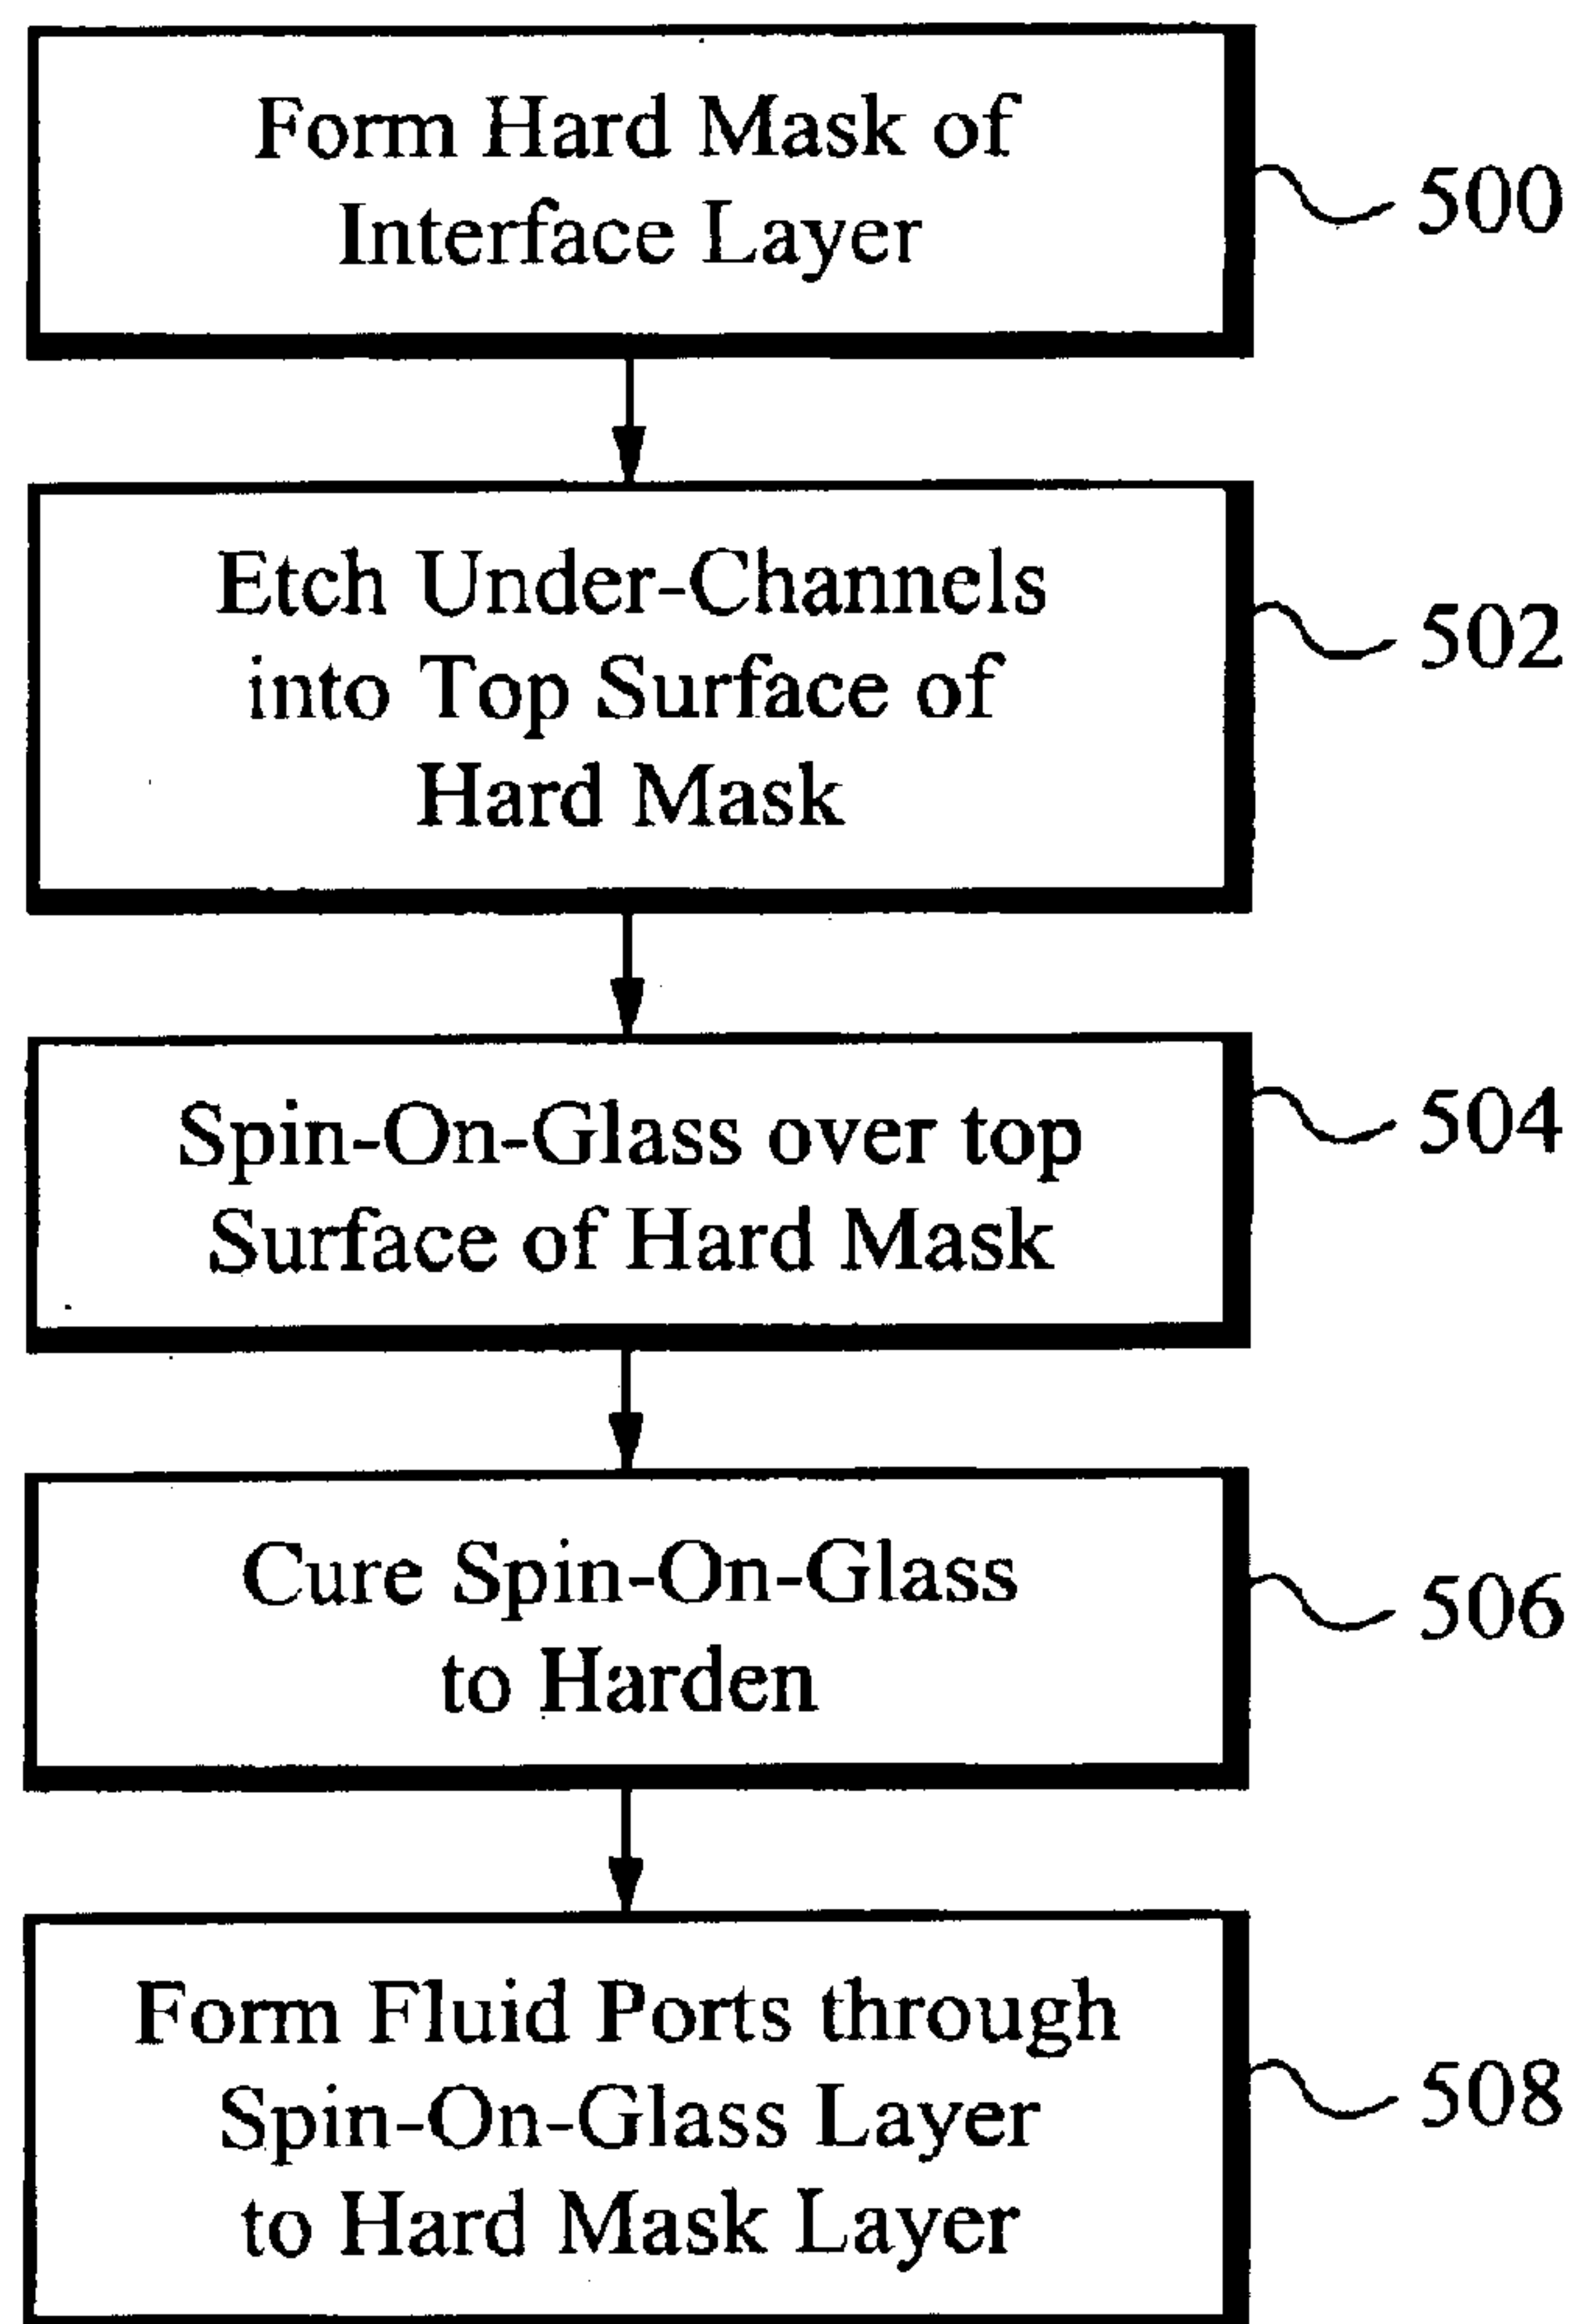 Form Hard Mask of
Interface Layer
500
Etch Under-Channels
into Top Surface of
Hard Mask
502
Spin-On-Glass over top
Surface of Hard Mask
504
Cure Spin-On-Glass
to Harden
506
Form Fluid Ports through
Spin-On-Glass Layer
to Hard Mask Layer
508